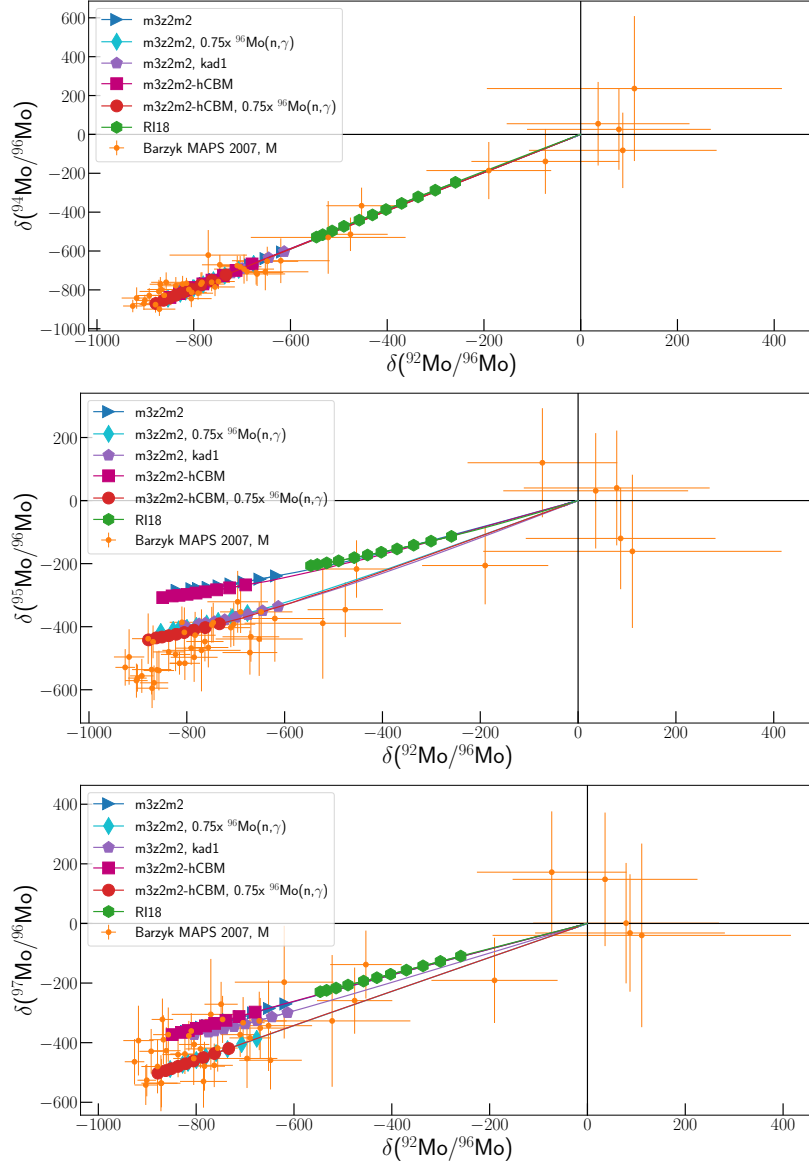 600
400
200
0
−200
−400
−600
−800
−1000
δ(⁹⁴Mo/⁹⁶Mo)
m3z2m2
m3z2m2, 0.75x ⁹⁶Mo(n,γ)
m3z2m2, kad1
m3z2m2-hCBM
m3z2m2-hCBM, 0.75x ⁹⁶Mo(n,γ)
RI18
Barzyk MAPS 2007, M
−1000 −800 −600 −400 −200 0 200 400
δ(⁹²Mo/⁹⁶Mo)
200
0
−200
−400
−600
δ(⁹⁵Mo/⁹⁶Mo)
m3z2m2
m3z2m2, 0.75x ⁹⁶Mo(n,γ)
m3z2m2, kad1
m3z2m2-hCBM
m3z2m2-hCBM, 0.75x ⁹⁶Mo(n,γ)
RI18
Barzyk MAPS 2007, M
−1000 −800 −600 −400 −200 0 200 400
δ(⁹²Mo/⁹⁶Mo)
400
200
0
−200
−400
−600
δ(⁹⁷Mo/⁹⁶Mo)
m3z2m2
m3z2m2, 0.75x ⁹⁶Mo(n,γ)
m3z2m2, kad1
m3z2m2-hCBM
m3z2m2-hCBM, 0.75x ⁹⁶Mo(n,γ)
RI18
Barzyk MAPS 2007, M
−1000 −800 −600 −400 −200 0 200 400
δ(⁹²Mo/⁹⁶Mo)